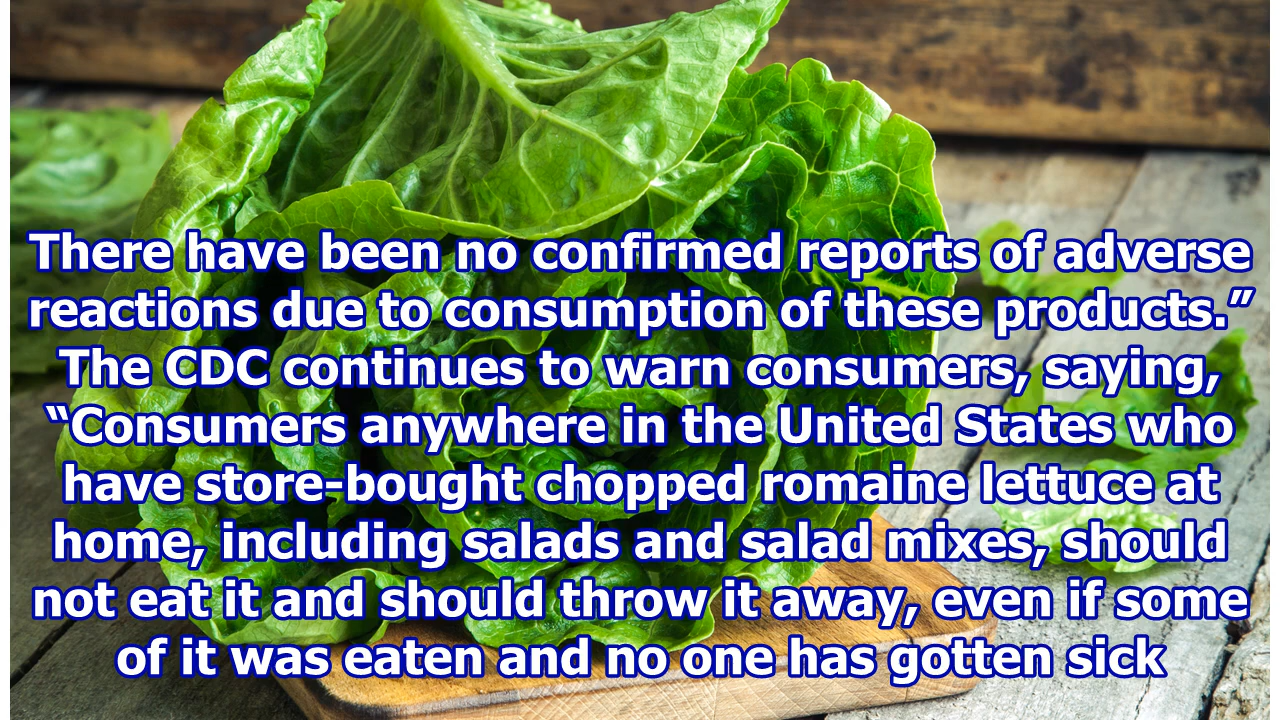 There have been no confirmed reports of adverse
reactions due to consumption of these products.”
The CDC continues to warn consumers, saying,
“Consumers anywhere in the United States who
have store-bought chopped romaine lettuce at
home, including salads and salad mixes, should
not eat it and should throw it away, even if some
of it was eaten and no one has gotten sick